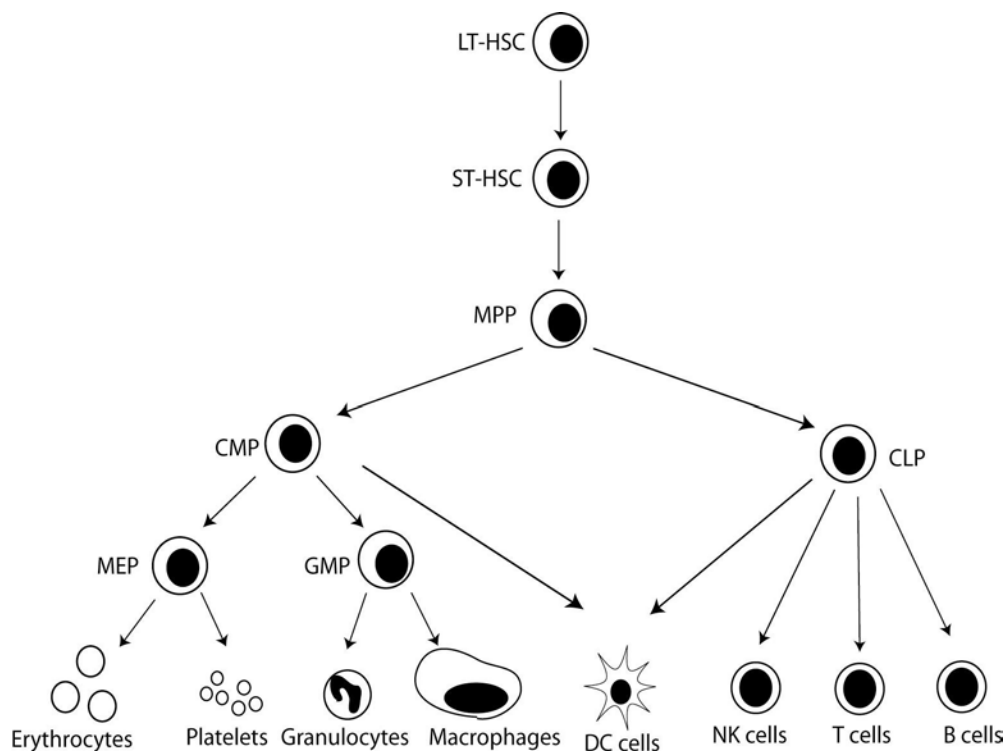 LT-HSC
ST-HSC
MPP
CMP
CLP
MEP
GMP
Erythrocytes
Platelets
Granulocytes
Macrophages
DC cells
NK cells
T cells
B cells